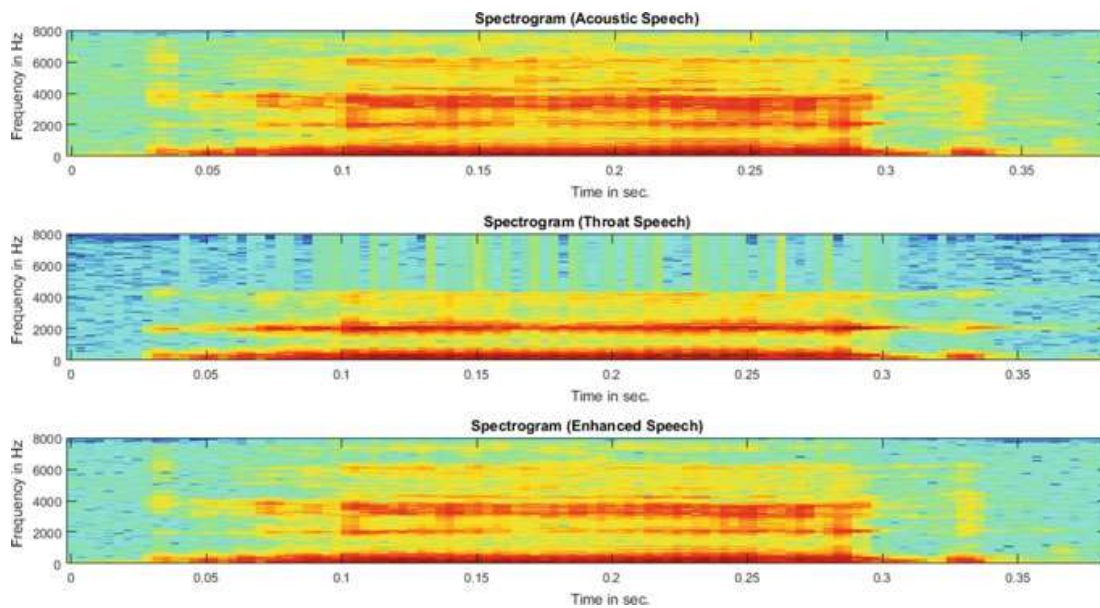 Spectrogram (Acoustic Speech)
Frequency in Hz
8000
6000
4000
2000
0
0 0.05 0.1 0.15 0.2 0.25 0.3 0.35
Time in sec.
Spectrogram (Throat Speech)
Frequency in Hz
8000
6000
4000
2000
0
0 0.05 0.1 0.15 0.2 0.25 0.3 0.35
Time in sec.
Spectrogram (Enhanced Speech)
Frequency in Hz
8000
6000
4000
2000
0
0 0.05 0.1 0.15 0.2 0.25 0.3 0.35
Time in sec.